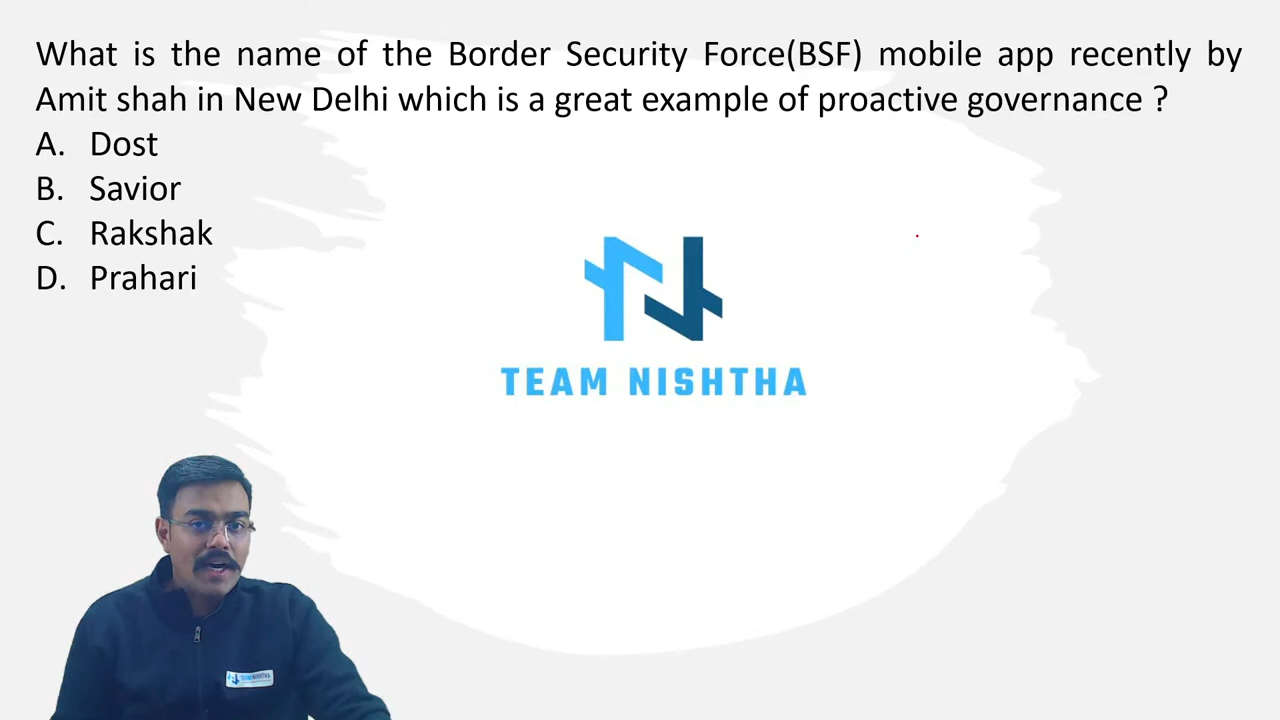 What is the name of the Border Security Force(BSF) mobile app recently by
Amit shah in New Delhi which is a great example of proactive governance ?
A. Dost
B. Savior
C. Rakshak
D. Prahari
TEAM NISHTHA
TEAMNISHTHA